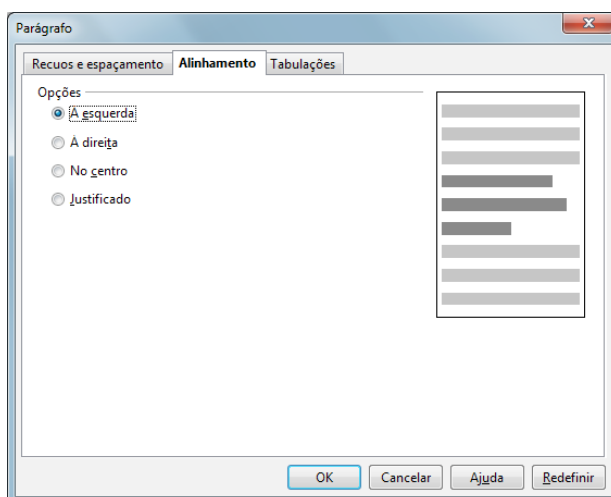 Parágrafo
Recuos e espaçamento Alinhamento Tabulações
Opções
À esquerda
À direita
No centro
Justificado
OK Cancelar Ajuda Redefinir